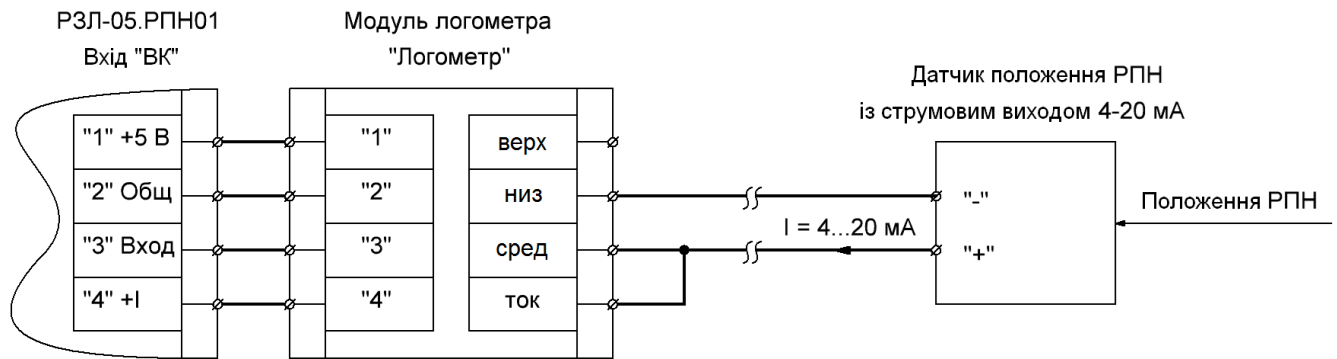 РЗЛ-05.РПН01
Вхід "ВК"
Модуль логометра
"Логометр"
Датчик положення РПН
із струмовим виходом 4-20 мА
"1" +5 В
"2" Общ
"3" Вход
"4" +I
"1"
"2"
"3"
"4"
верх
низ
сред
ток
I = 4...20 мА
"-"
"+"
Положення РПН